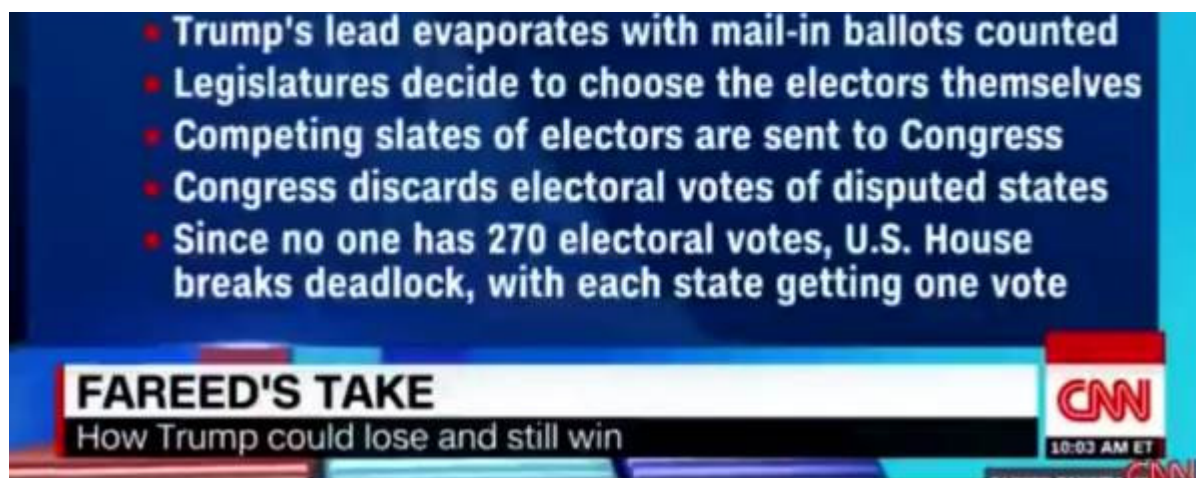 Trump's lead evaporates with mail-in ballots counted
Legislatures decide to choose the electors themselves
Competing slates of electors are sent to Congress
Congress discards electoral votes of disputed states
Since no one has 270 electoral votes, U.S. House
breaks deadlock, with each state getting one vote
FAREED'S TAKE
How Trump could lose and still win
CNN
10:03 AM ET
CNN